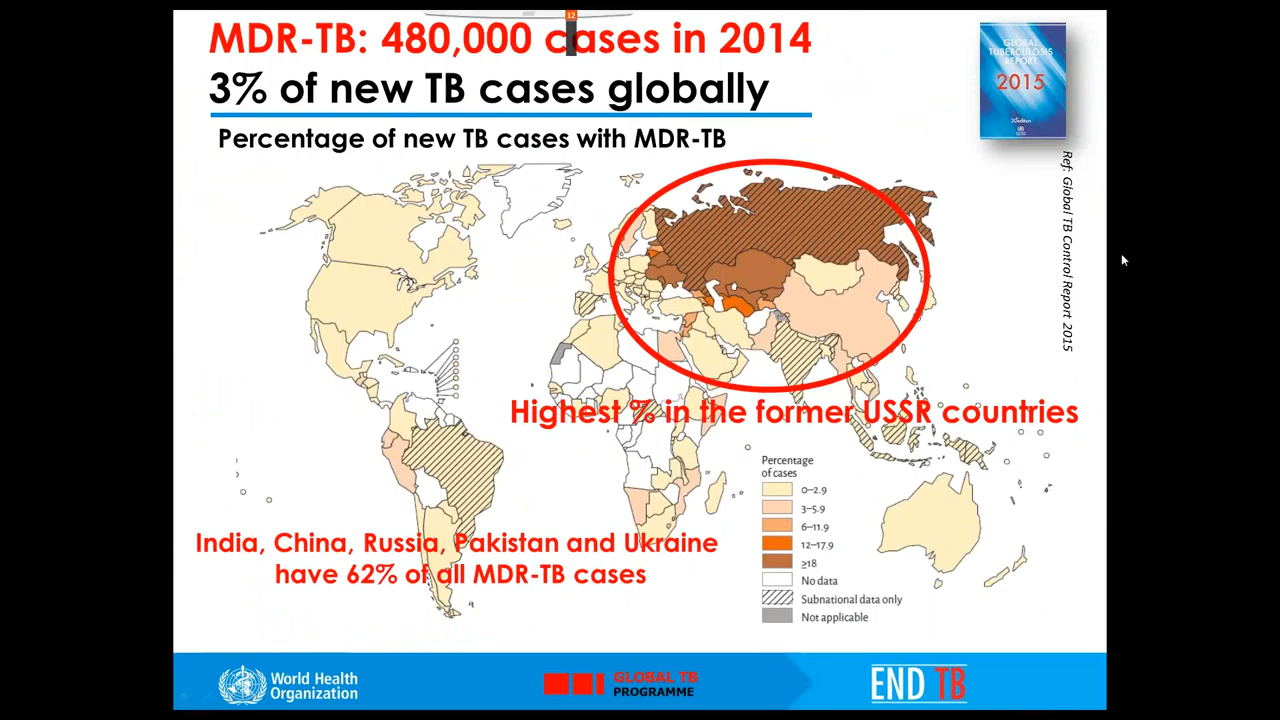 12
MDR-TB: 480,000 cases in 2014
3% of new TB cases globally
Percentage of new TB cases with MDR-TB
GLOBAL
TUBERCULOSIS
REPORT
2015
20th edition
Ref: Global TB Control Report 2015
Highest % in the former USSR countries
Percentage
of cases
0–2.9
3–5.9
6–11.9
12–17.9
≥18
No data
Subnational data only
Not applicable
India, China, Russia, Pakistan and Ukraine
have 62% of all MDR-TB cases
World Health
Organization
GLOBAL TB
PROGRAMME
END TB